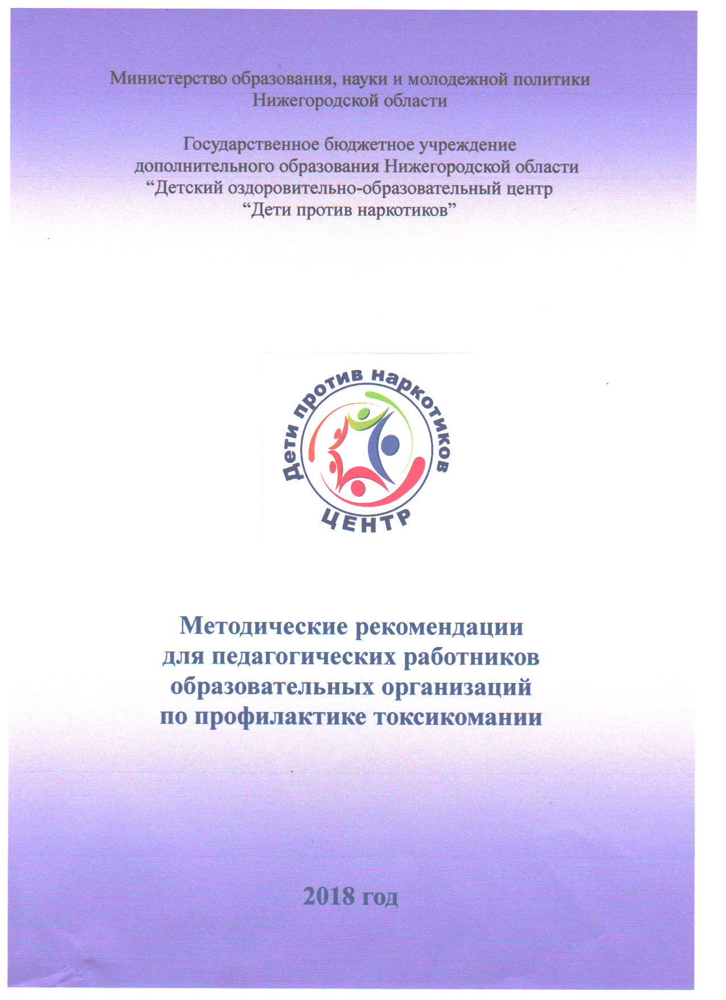 Министерство образования, науки и молодежной политики
Нижегородской области
Государственное бюджетное учреждение
дополнительного образования Нижегородской области
“Детский оздоровительно-образовательный центр
“Дети против наркотиков”
Дети против наркотиков
ЦЕНТР
Методические рекомендации
для педагогических работников
образовательных организаций
по профилактике токсикомании
2018 год